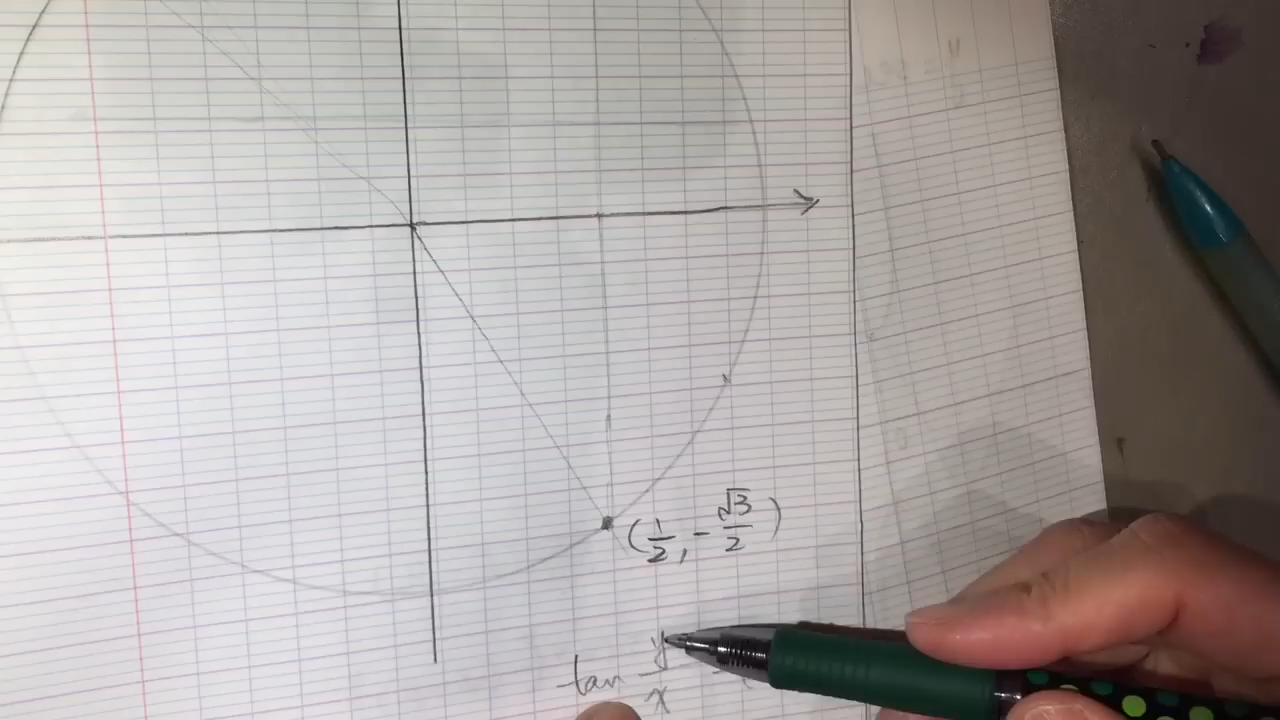 (1/2, -√3/2)
tan y/x